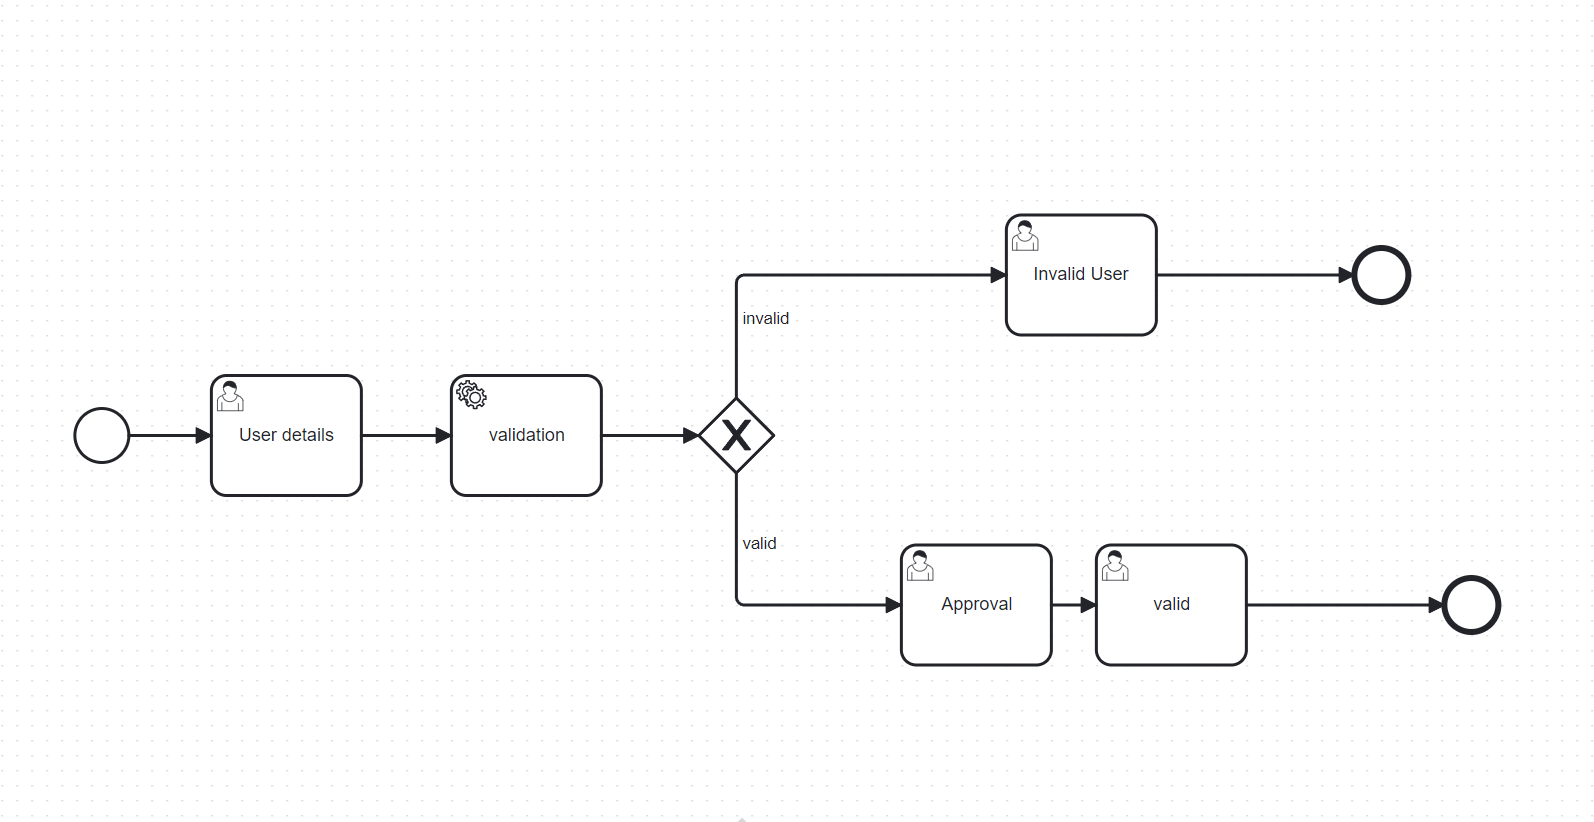 Invalid User
invalid
User details
validation
valid
Approval
valid